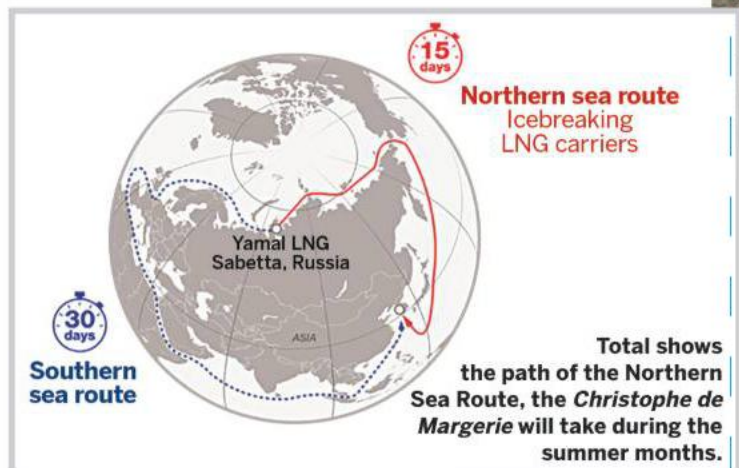 15
days
Northern sea route
Icebreaking
LNG carriers
Yamal LNG
Sabetta, Russia
30
days
Southern
sea route
ASIA
Total shows
the path of the Northern
Sea Route, the Christophe de
Margerie will take during the
summer months.